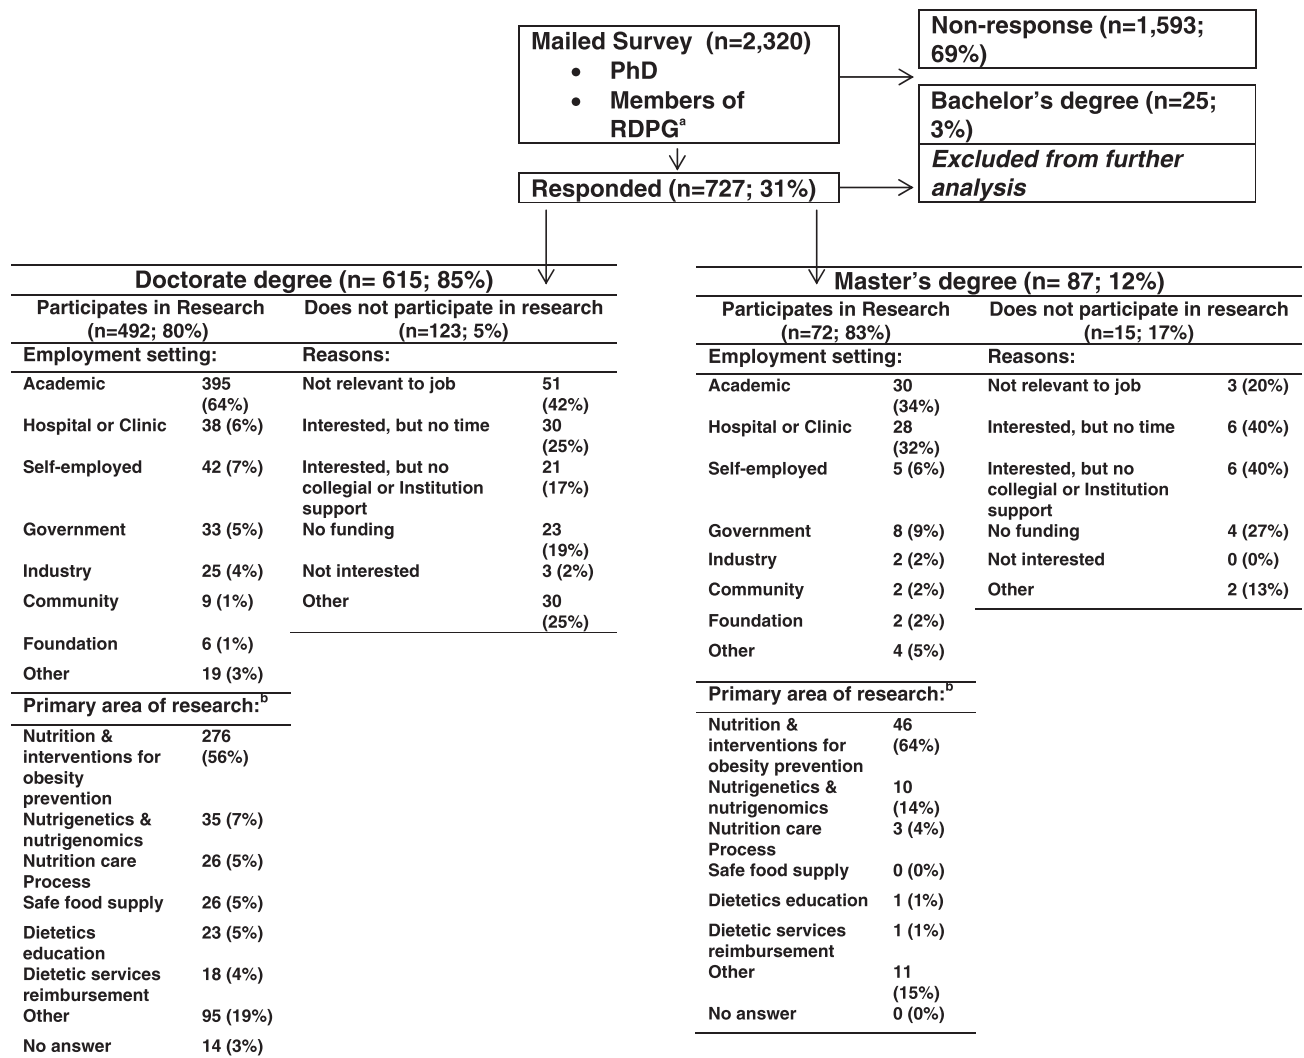 Mailed Survey (n=2,320)
• PhD
• Members of
RDPGa
Non-response (n=1,593;
69%)
Bachelor's degree (n=25;
3%)
Excluded from further
analysis
Responded (n=727; 31%)
Doctorate degree (n= 615; 85%)
Participates in Research
(n=492; 80%)
Does not participate in research
(n=123; 5%)
Employment setting:
Reasons:
Academic 395
(64%)
Hospital or Clinic 38 (6%)
Self-employed 42 (7%)
Government 33 (5%)
Industry 25 (4%)
Community 9 (1%)
Foundation 6 (1%)
Other 19 (3%)
Not relevant to job 51
(42%)
Interested, but no time 30
(25%)
Interested, but no 21
collegial or Institution (17%)
support
No funding 23
(19%)
Not interested 3 (2%)
Other 30
(25%)
Primary area of research:b
Nutrition & 276
interventions for (56%)
obesity
prevention
Nutrigenetics & 35 (7%)
nutrigenomics
Nutrition care 26 (5%)
Process
Safe food supply 26 (5%)
Dietetics 23 (5%)
education
Dietetic services 18 (4%)
reimbursement
Other 95 (19%)
No answer 14 (3%)
Master's degree (n= 87; 12%)
Participates in Research
(n=72; 83%)
Does not participate in research
(n=15; 17%)
Employment setting:
Reasons:
Academic 30
(34%)
Hospital or Clinic 28
(32%)
Self-employed 5 (6%)
Government 8 (9%)
Industry 2 (2%)
Community 2 (2%)
Foundation 2 (2%)
Other 4 (5%)
Not relevant to job 3 (20%)
Interested, but no time 6 (40%)
Interested, but no 6 (40%)
collegial or Institution
support
No funding 4 (27%)
Not interested 0 (0%)
Other 2 (13%)
Primary area of research:b
Nutrition & 46
interventions for (64%)
obesity prevention
Nutrigenetics & 10
nutrigenomics (14%)
Nutrition care 3 (4%)
Process
Safe food supply 0 (0%)
Dietetics education 1 (1%)
Dietetic services 1 (1%)
reimbursement
Other 11
(15%)
No answer 0 (0%)